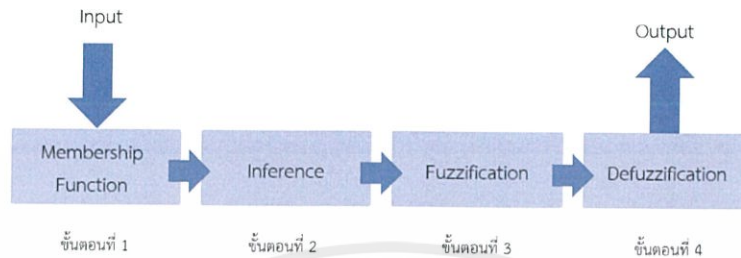 Input
Output
Membership
Function
Inference
Fuzzification
Defuzzification
ขั้นตอนที่ 1
ขั้นตอนที่ 2
ขั้นตอนที่ 3
ขั้นตอนที่ 4